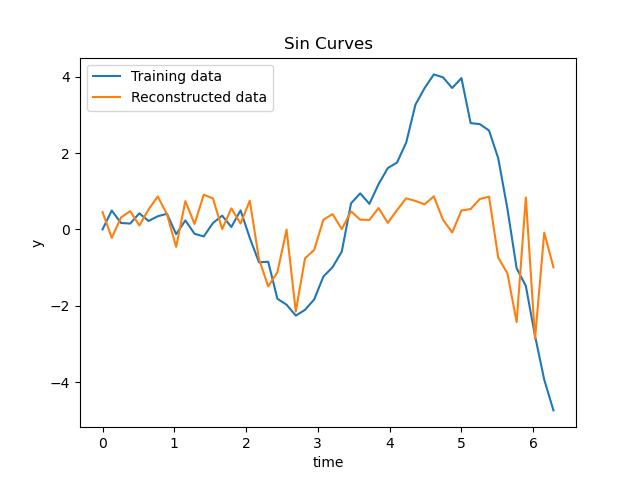 Sin Curves
Training data
Reconstructed data
4
2
0
−2
−4
y
0 1 2 3 4 5 6
time